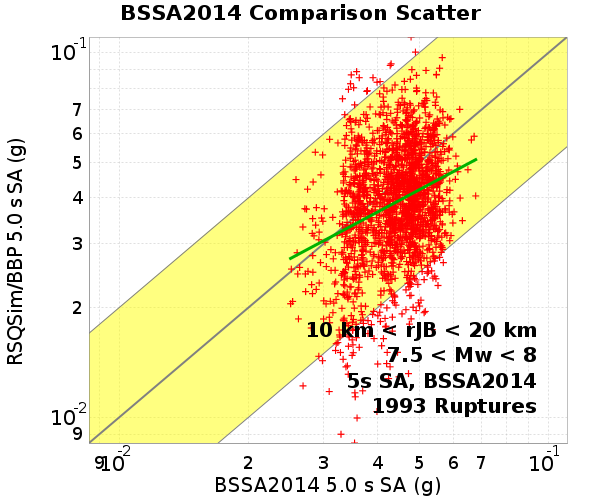 BSSA2014 Comparison Scatter
RSQSim/BBP 5.0 s SA (g)
10⁻¹
7
6
5
4
3
2
10⁻²
9
10 km < rJB < 20 km
7.5 < Mw < 8
5s SA, BSSA2014
1993 Ruptures
9 10⁻² 2 3 4 5 6 7 10⁻¹
BSSA2014 5.0 s SA (g)